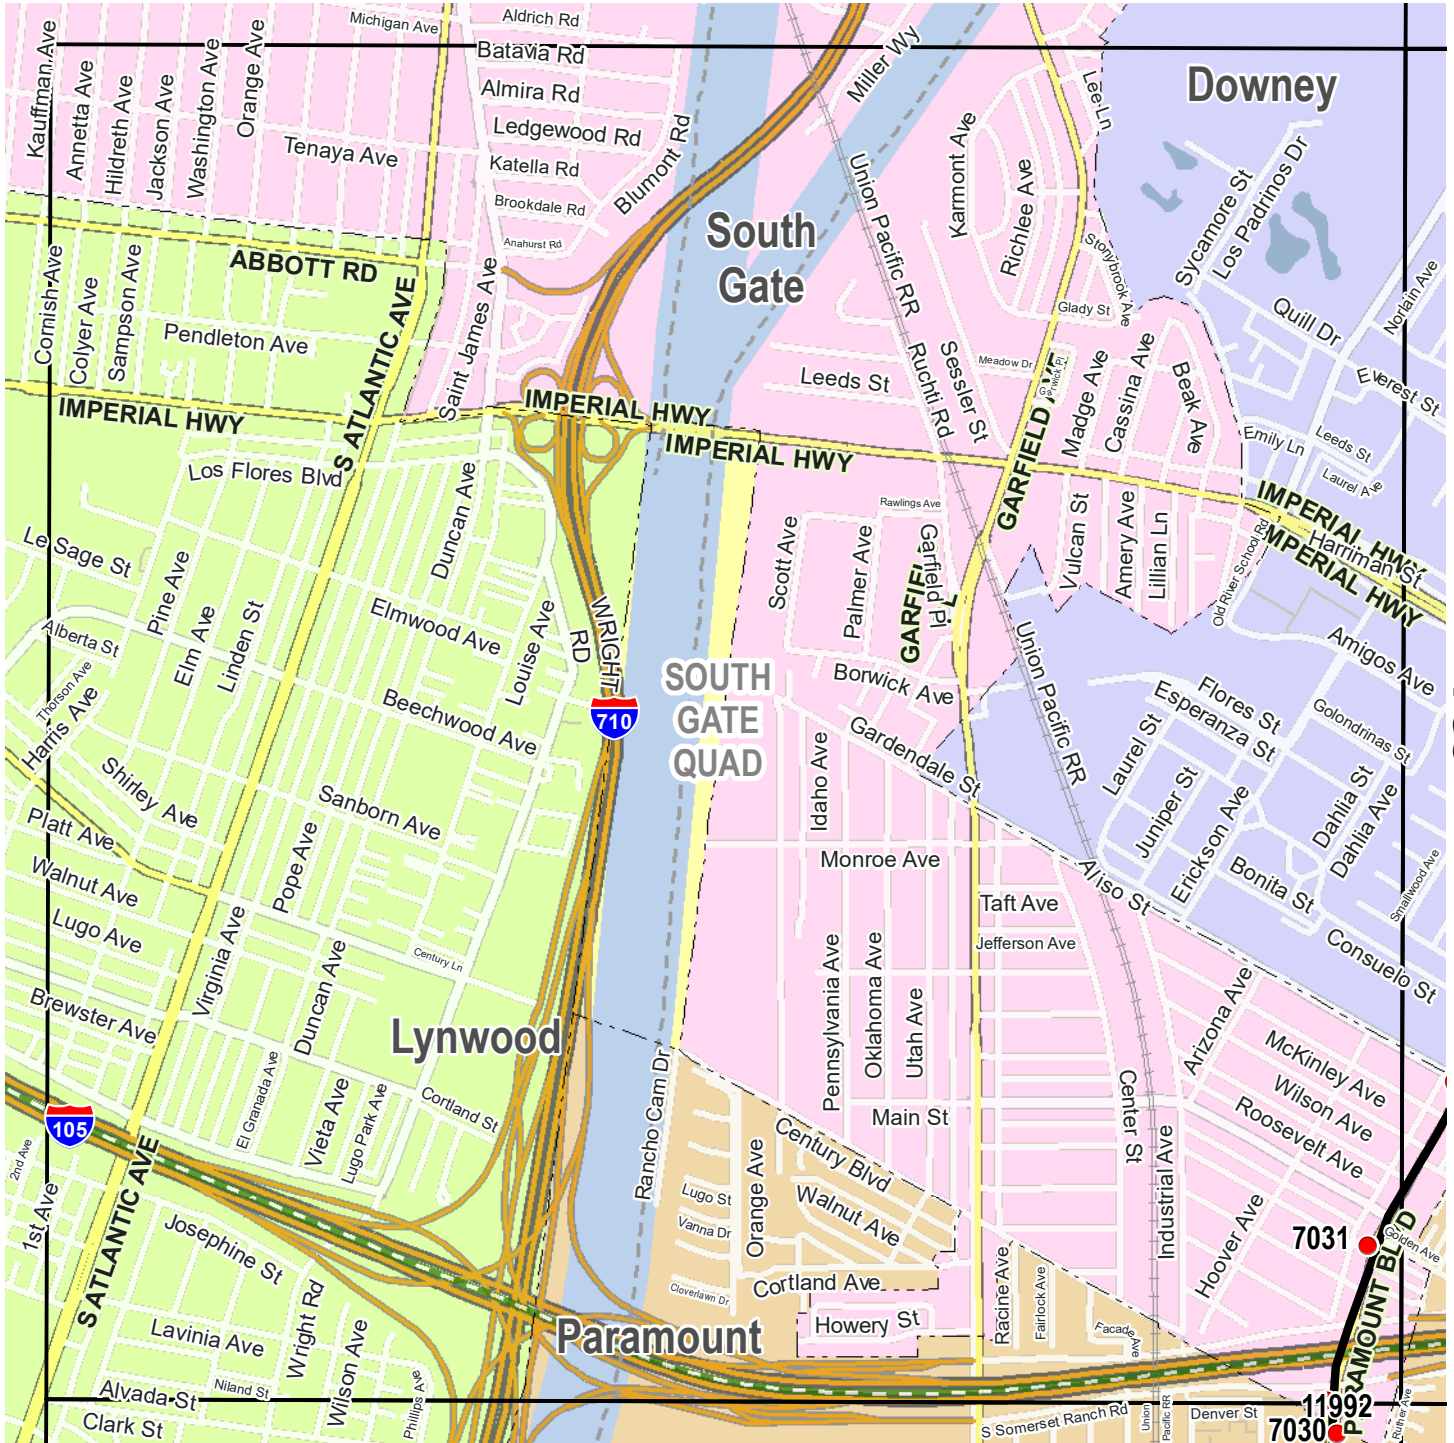 Kauffman Ave
Annetta Ave
Hildreth Ave
Jackson Ave
Washington Ave
Orange Ave
Michigan Ave
Aldrich Rd
Batavia Rd
Almira Rd
Ledgewood Rd
Katella Rd
Brookdale Rd
Anahurst Rd
Blumont Rd
Tenaya Ave
Miller Wy
Lee Ln
Downey
Union Pacific RR
Karmont Ave
Richlee Ave
Stonybrook Ave
Sycamore St
Los Padrinos Dr
South
Gate
ABBOTT RD
S ATLANTIC AVE
Cornish Ave
Colyer Ave
Sampson Ave
Pendleton Ave
Saint James Ave
Glady St
Quill Dr
Norlain Ave
Everest St
Ruchti Rd
Sessler St
Meadow Dr
Madge Ave
Cassina Ave
Beak Ave
Leeds St
IMPERIAL HWY
IMPERIAL HWY
IMPERIAL HWY
GARFIELD AVE
Emily Ln
Leeds St
Laurel Ave
Los Flores Blvd
Duncan Ave
Rawlings Ave
IMPERIAL HWY
IMPERIAL HWY
Harriman St
Le Sage St
Pine Ave
Scott Ave
Palmer Ave
Garfield Pl
Vulcan St
Amery Ave
Lillian Ln
Old River School Rd
Alberta St
Elm Ave
Linden St
Elmwood Ave
Louise Ave
WRIGHT
RD
Thorson Ave
Harris Ave
Beechwood Ave
710
SOUTH
GATE
QUAD
Borwick Ave
Union Pacific RR
Amigos Ave
Flores St
Esperanza St
Golondrinas St
Gardendale St
Laurel St
Juniper St
Erickson Ave
Dahlia St
Dahlia Ave
Shirley Ave
Sanborn Ave
Idaho Ave
Platt Ave
Pope Ave
Monroe Ave
Aliso St
Bonita St
Smallwood Ave
Walnut Ave
Lugo Ave
Virginia Ave
Duncan Ave
Century Ln
Taft Ave
Jefferson Ave
Consuelo St
Pennsylvania Ave
Oklahoma Ave
Utah Ave
Arizona Ave
Brewster Ave
Lynwood
McKinley Ave
Wilson Ave
Roosevelt Ave
Rancho Cam Dr
105
El Granada Ave
Vieta Ave
Lugo Park Ave
Cortland St
Main St
Center St
Industrial Ave
Century Blvd
Orange Ave
Walnut Ave
2nd Ave
1st Ave
S ATLANTIC AVE
Lugo St
Vanna Dr
Hoover Ave
7031
Golden Ave
PARAMOUNT BLVD
Josephine St
Cloverlawn Dr
Cortland Ave
Racine Ave
Fairlock Ave
Howery St
Facade Ave
Wright Rd
Lavinia Ave
Paramount
Wilson Ave
Niland St
Phillips Ave
Alvada St
Clark St
S Somerset Ranch Rd
Union
Pacific RR
Denver St
11992
7030
Ruther Ave